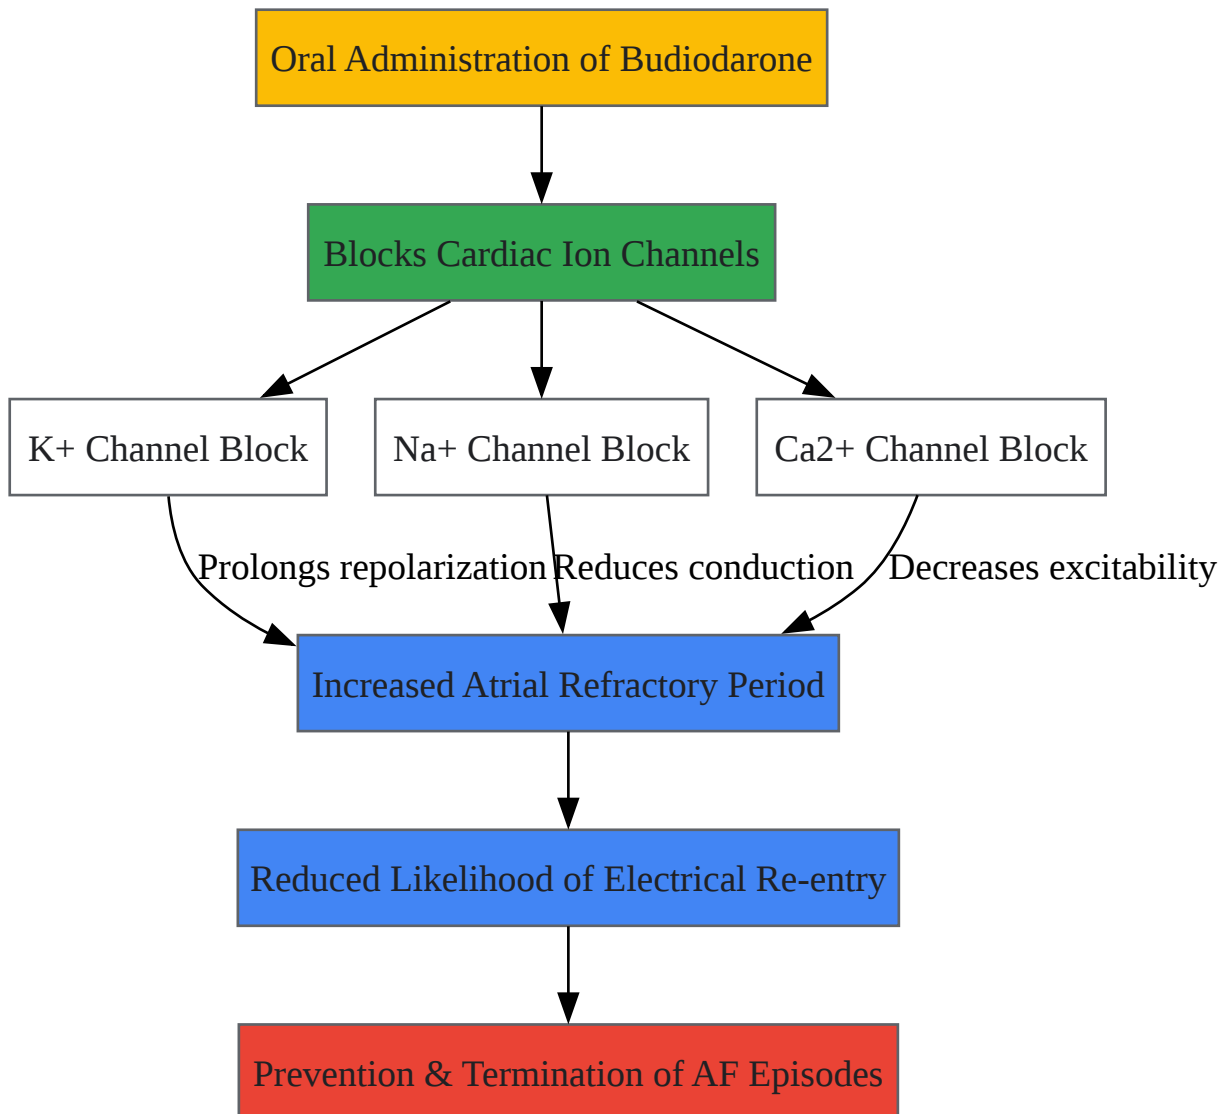 Oral Administration of Budiodarone
Blocks Cardiac Ion Channels
K+ Channel Block
Na+ Channel Block
Ca2+ Channel Block
Prolongs repolarization
Reduces conduction
Decreases excitability
Increased Atrial Refractory Period
Reduced Likelihood of Electrical Re-entry
Prevention & Termination of AF Episodes